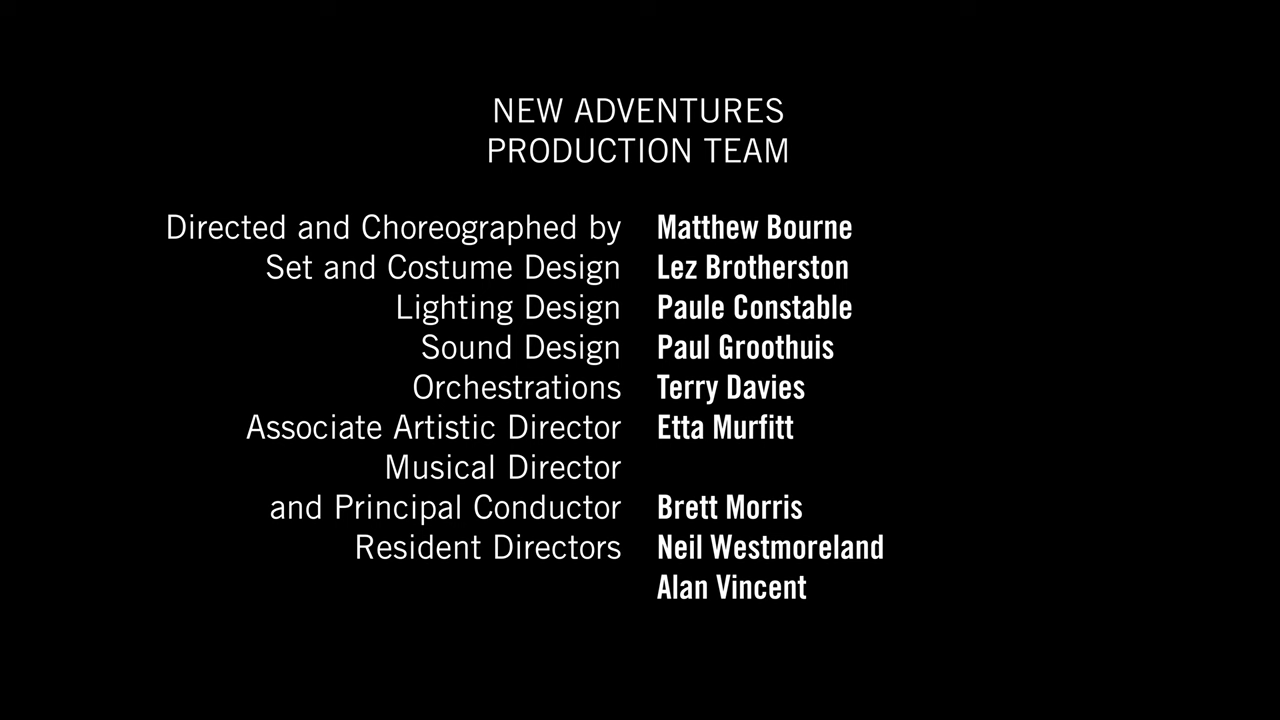 NEW ADVENTURES
PRODUCTION TEAM
Directed and Choreographed by Matthew Bourne
Set and Costume Design Lez Brotherston
Lighting Design Paule Constable
Sound Design Paul Groothuis
Orchestrations Terry Davies
Associate Artistic Director Etta Murfitt
Musical Director
and Principal Conductor Brett Morris
Resident Directors Neil Westmoreland
Alan Vincent